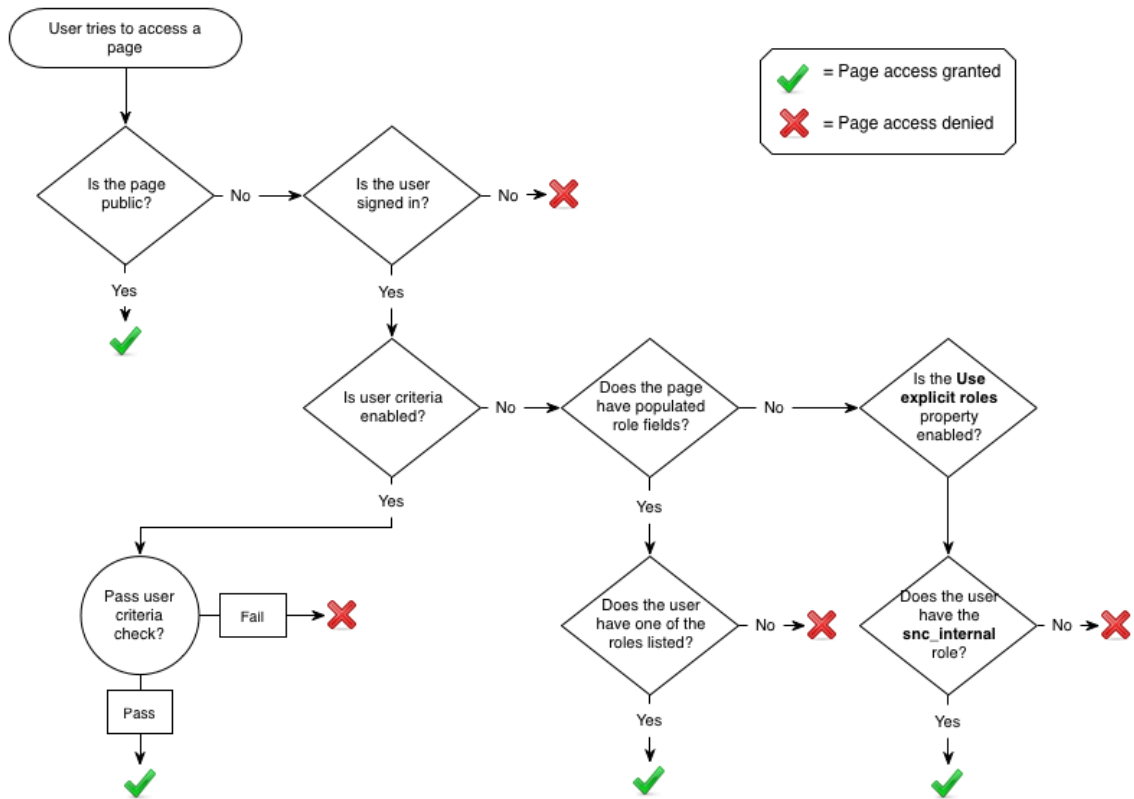 User tries to access a
page
= Page access granted
= Page access denied
Is the page
public?
No
Is the user
signed in?
No
Yes
Yes
Is user criteria
enabled?
No
Does the page
have populated
role fields?
No
Is the Use
explicit roles
property
enabled?
Yes
Yes
Pass user
criteria
check?
Fail
Does the user
have one of the
roles listed?
No
Does the user
have the
snc_internal
role?
No
Pass
Yes
Yes